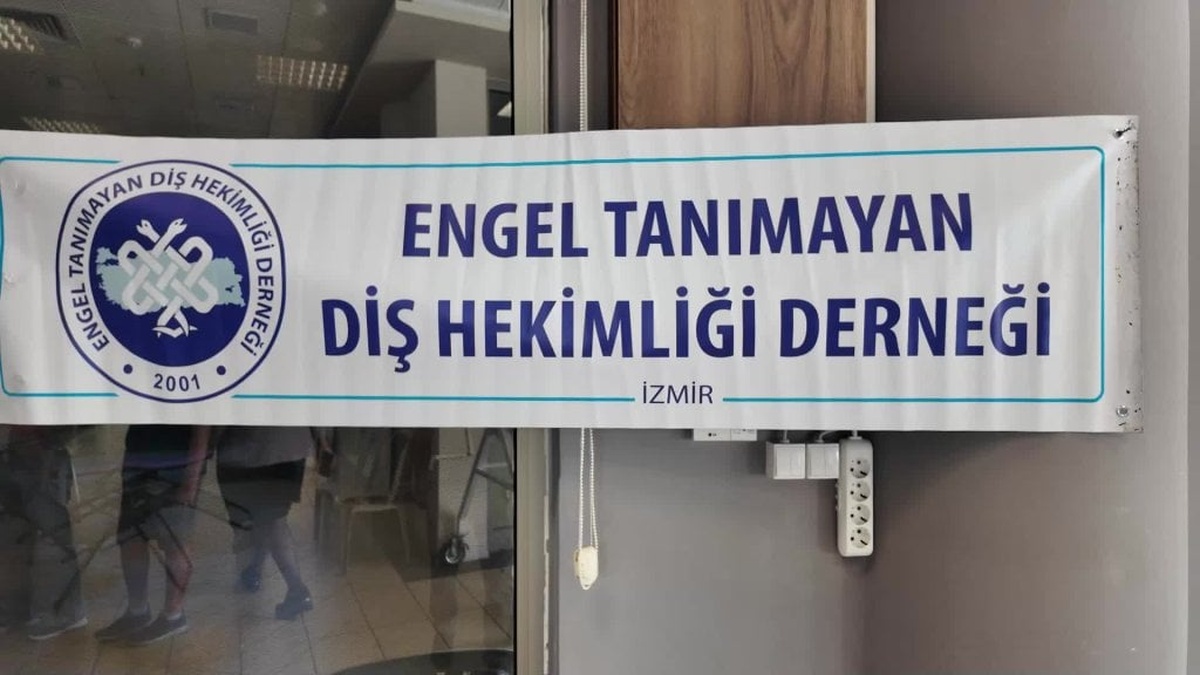 ENGEL TANIMAYAN DİŞ HEKİMLİĞİ DERNEĞİ
• 2001 •
ENGEL TANIMAYAN
DİŞ HEKİMLİĞİ DERNEĞİ
İZMİR